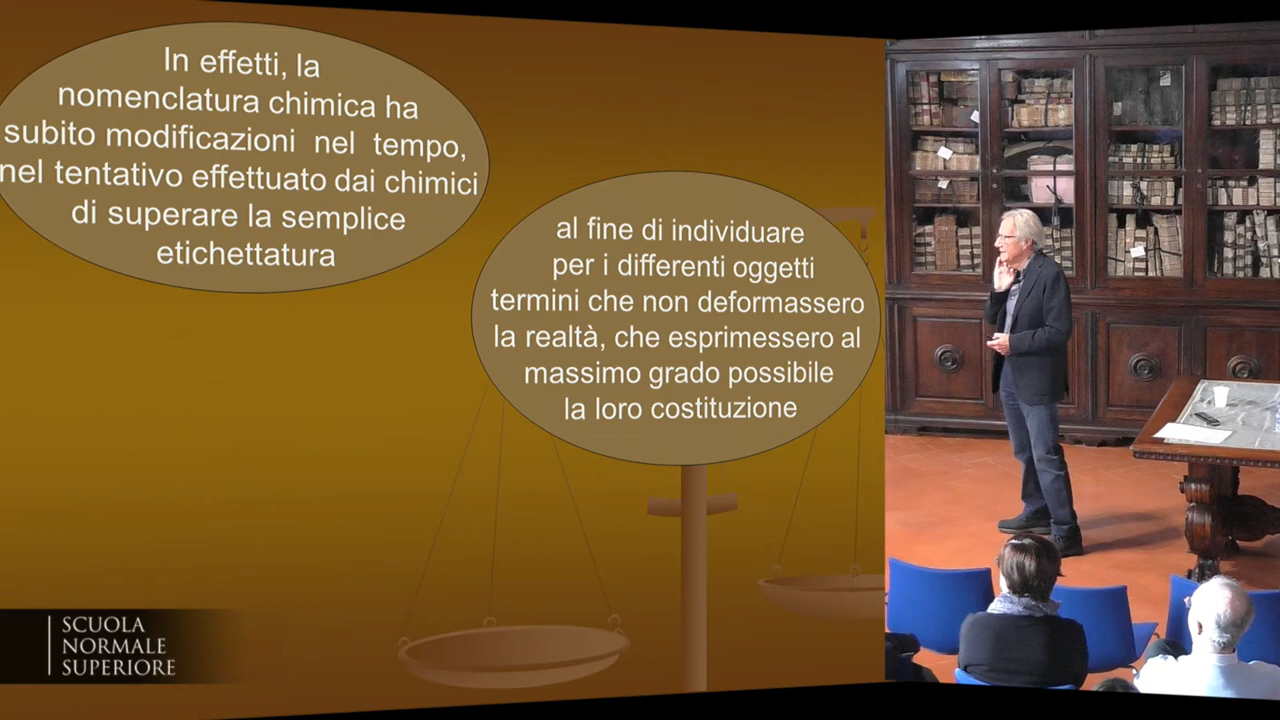 In effetti, la
nomenclatura chimica ha
subito modificazioni nel tempo,
nel tentativo effettuato dai chimici
di superare la semplice
etichettatura
al fine di individuare
per i differenti oggetti
termini che non deformassero
la realtà, che esprimessero al
massimo grado possibile
la loro costituzione
SCUOLA
NORMALE
SUPERIORE